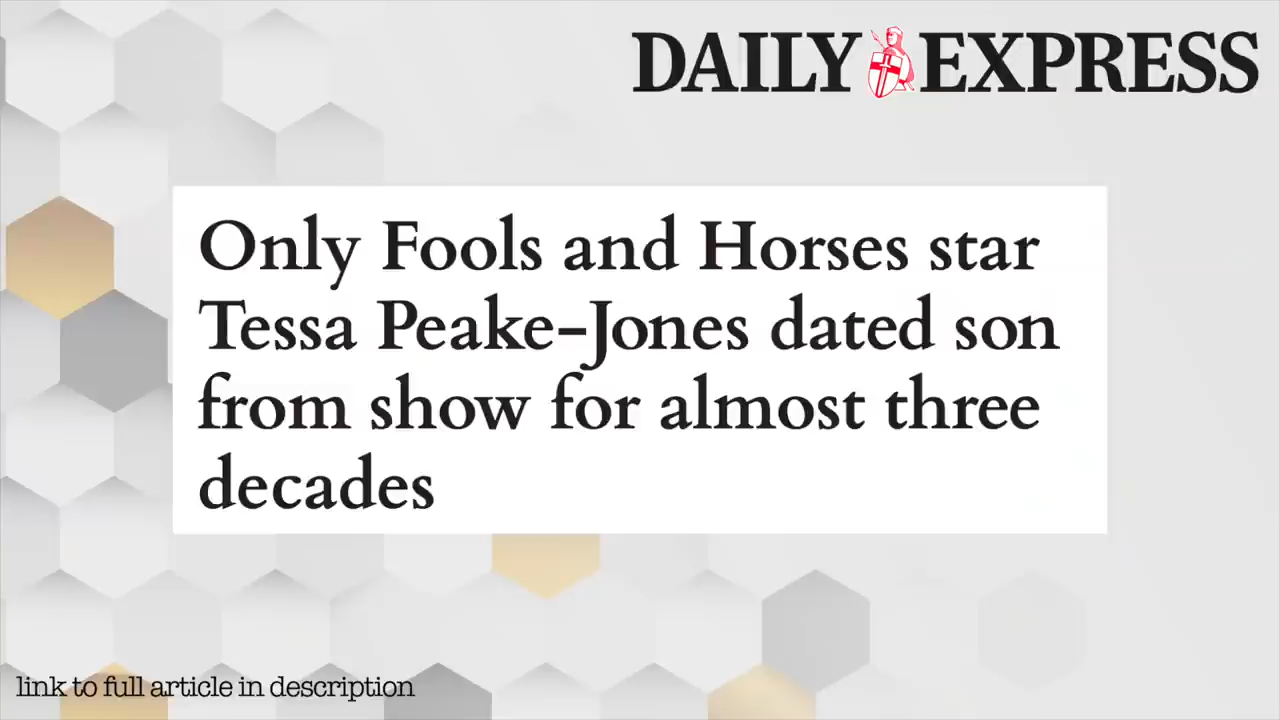 DAILY EXPRESS
Only Fools and Horses star
Tessa Peake-Jones dated son
from show for almost three
decades
link to full article in description